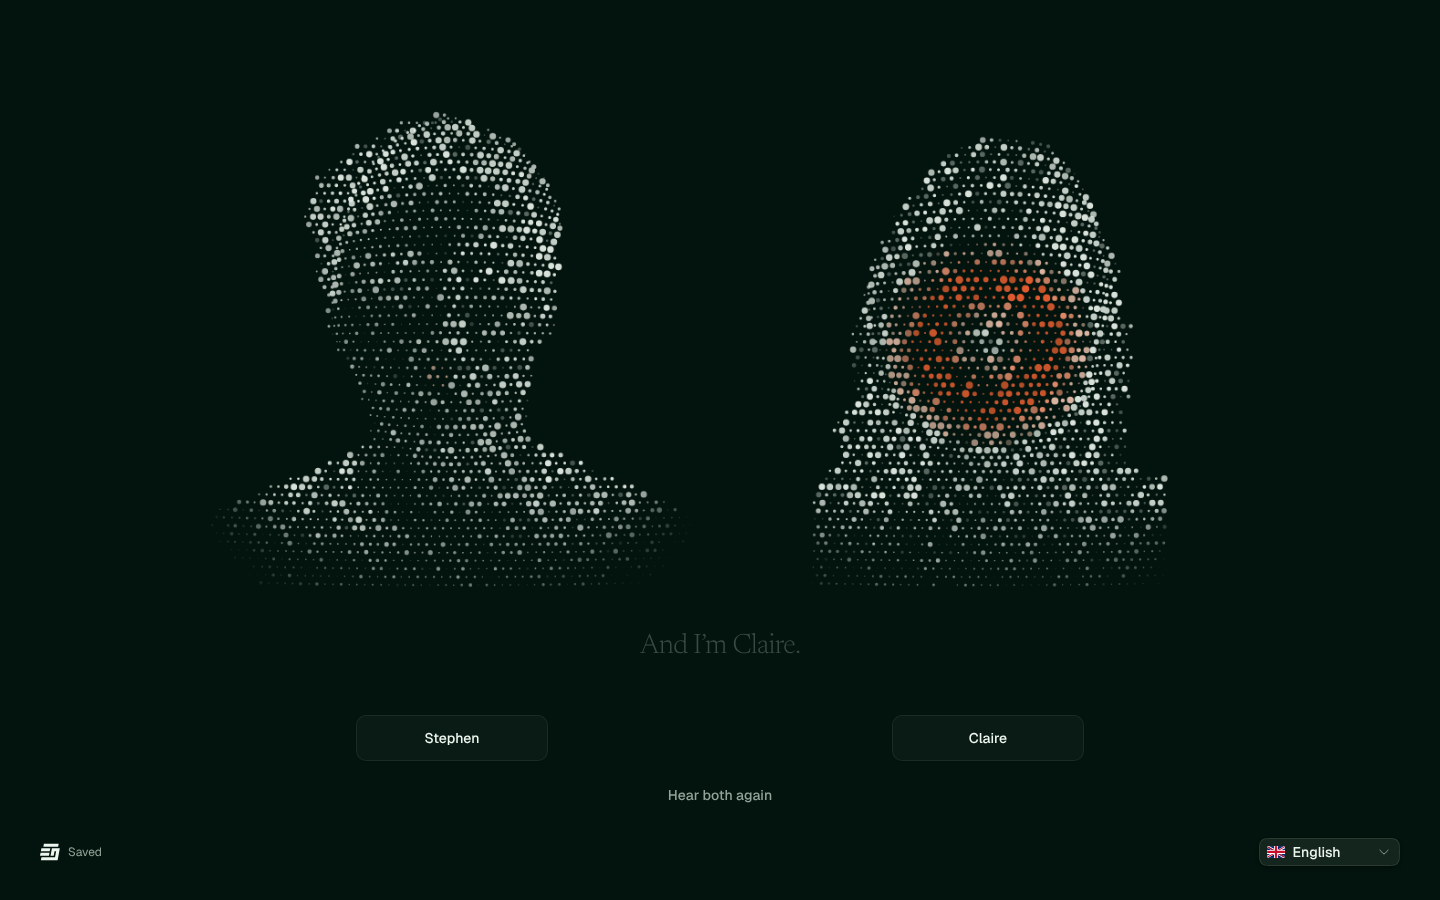 And I'm Claire.
Stephen
Claire
Hear both again
Saved
English